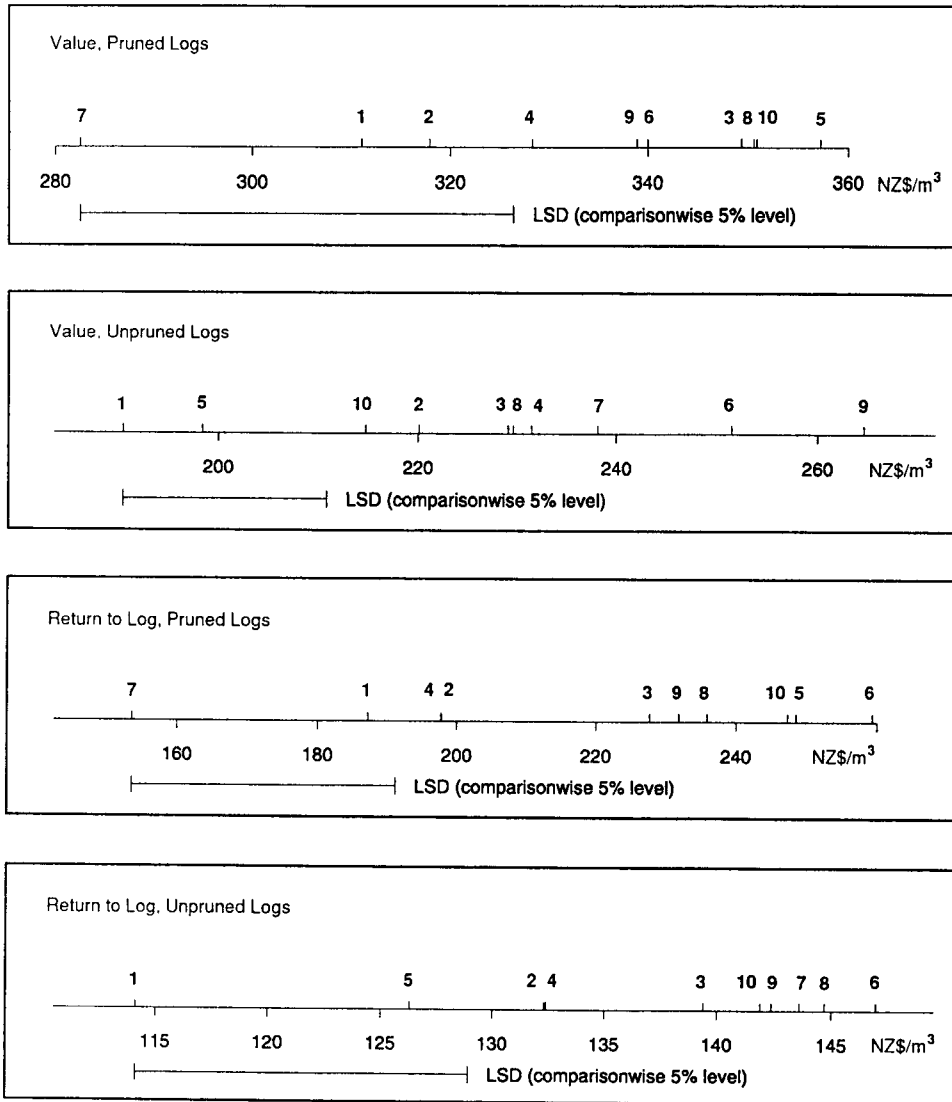 Value, Pruned Logs
7 1 2 4 9 6 3 8 10 5
280 300 320 340 360 NZ$/m³
LSD (comparisonwise 5% level)
Value, Unpruned Logs
1 5 10 2 3 8 4 7 6 9
200 220 240 260 NZ$/m³
LSD (comparisonwise 5% level)
Return to Log, Pruned Logs
7 1 4 2 3 9 8 10 5 6
160 180 200 220 240 NZ$/m³
LSD (comparisonwise 5% level)
Return to Log, Unpruned Logs
1 5 2 4 3 10 9 7 8 6
115 120 125 130 135 140 145 NZ$/m³
LSD (comparisonwise 5% level)